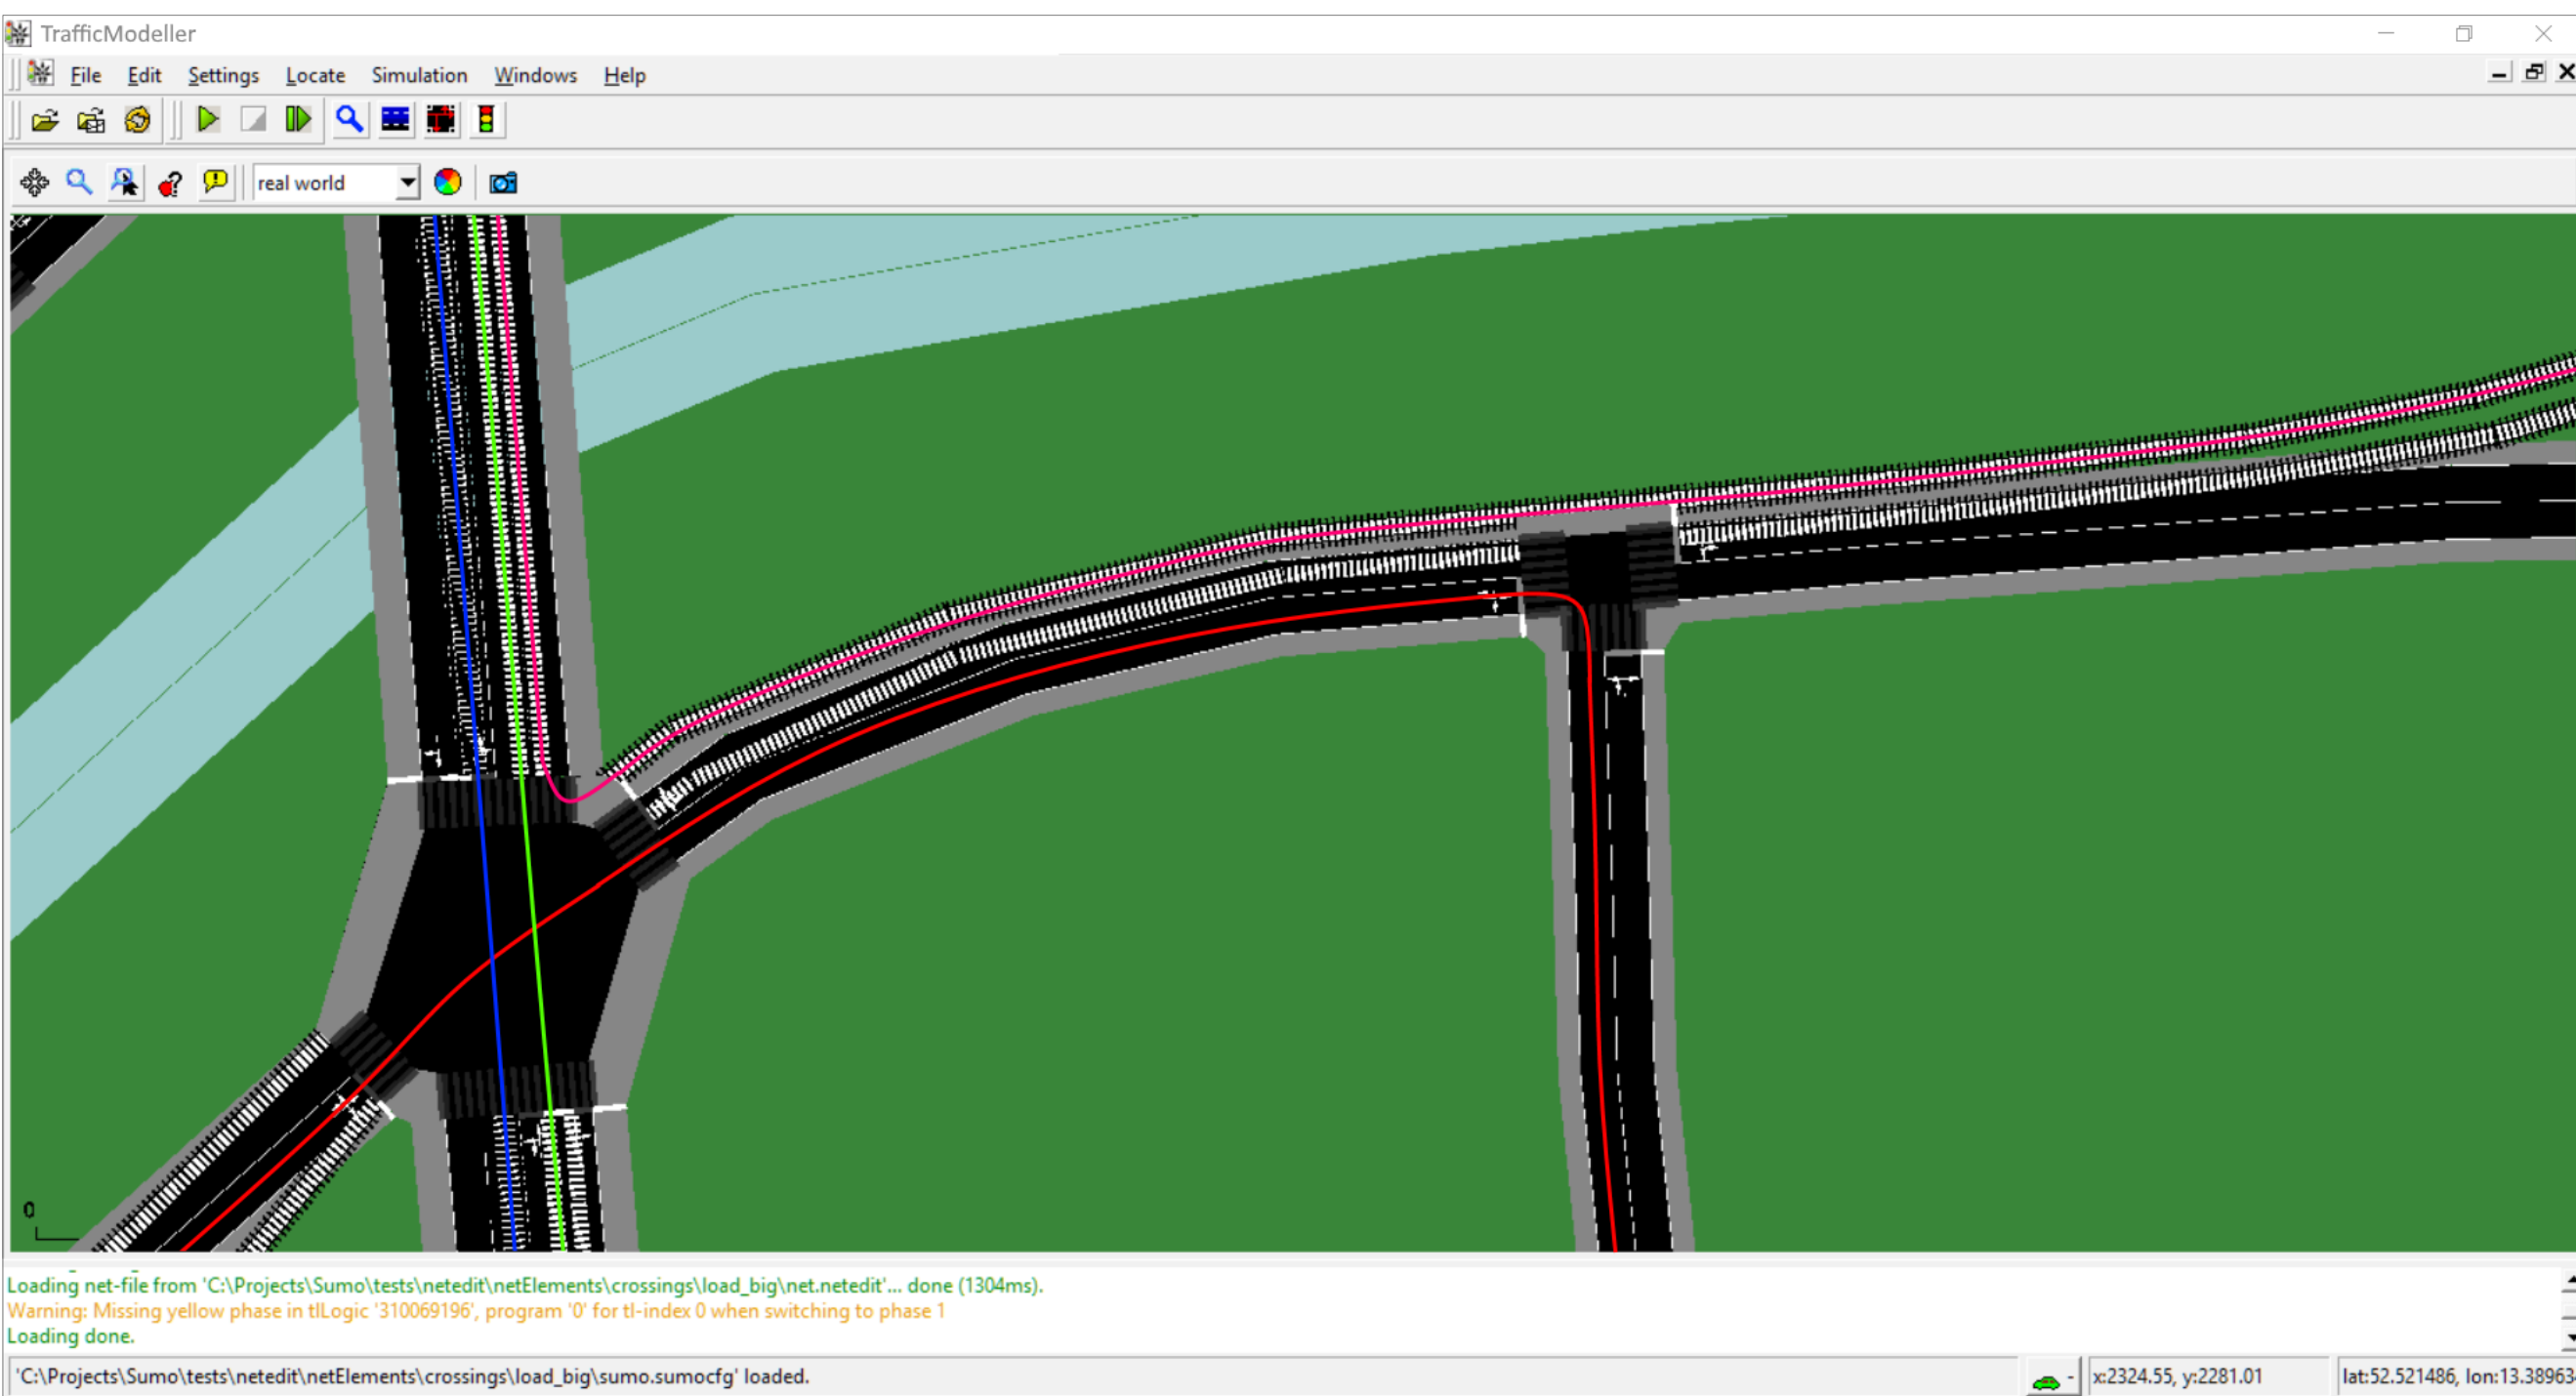 TrafficModeller
File Edit Settings Locate Simulation Windows Help
real world
0
Loading net-file from 'C:\Projects\Sumo\tests\netedit\netElements\crossings\load_big\net.netedit'... done (1304ms).
Warning: Missing yellow phase in tlLogic '310069196', program '0' for tl-index 0 when switching to phase 1
Loading done.
'C:\Projects\Sumo\tests\netedit\netElements\crossings\load_big\sumo.sumocfg' loaded.
x:2324.55, y:2281.01
lat:52.521486, lon:13.38963